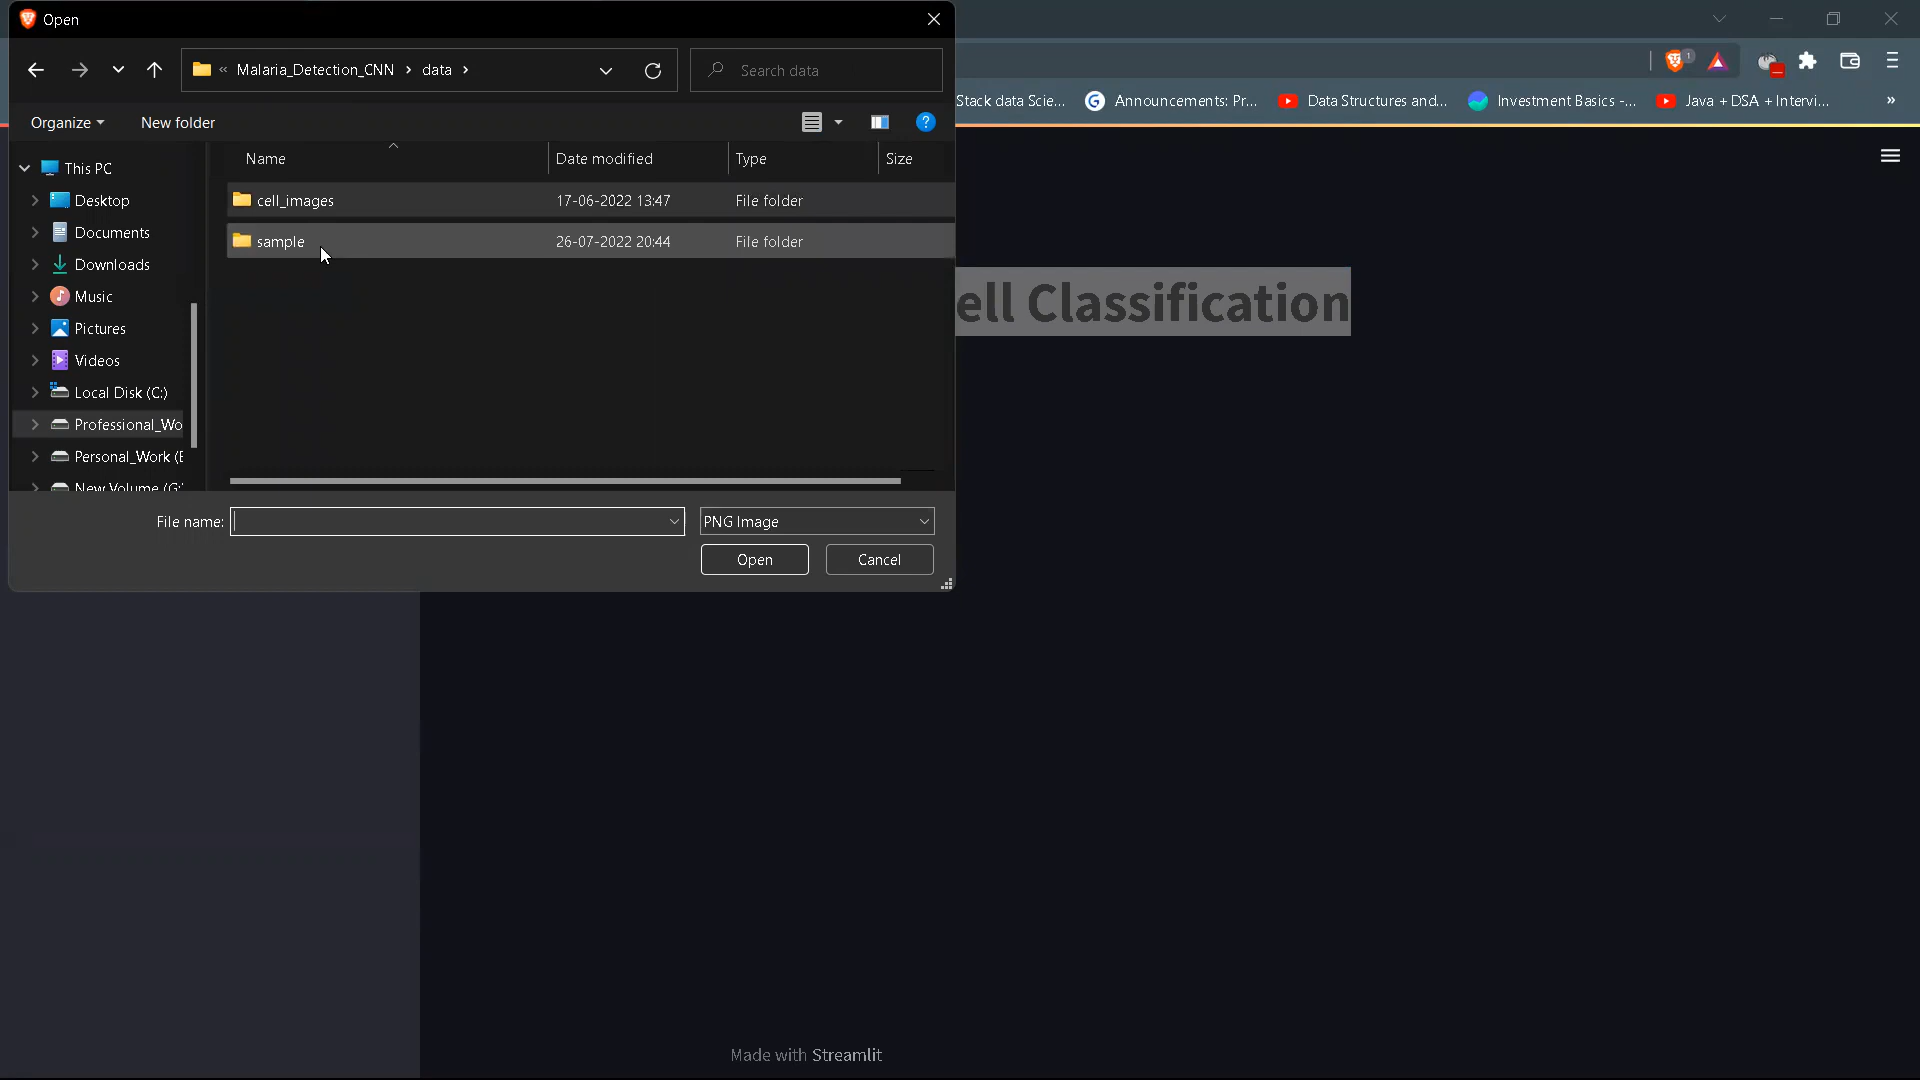 Open
Malaria_Detection_CNN
data
Search data
Organize
New folder
1
Stack data Scie...
Announcements: Pr...
Data Structures and...
Investment Basics -...
Java + DSA + Intervi...
Name
Date modified
Type
Size
This PC
Desktop
Documents
Downloads
Music
Pictures
Videos
Local Disk (C:)
Professional_Wo
Personal_Work (E
New Volume (G:
cell_images 17-06-2022 13:47 File folder
sample 26-07-2022 20:44 File folder
ell Classification
File name:
PNG Image
Open
Cancel
Made with Streamlit